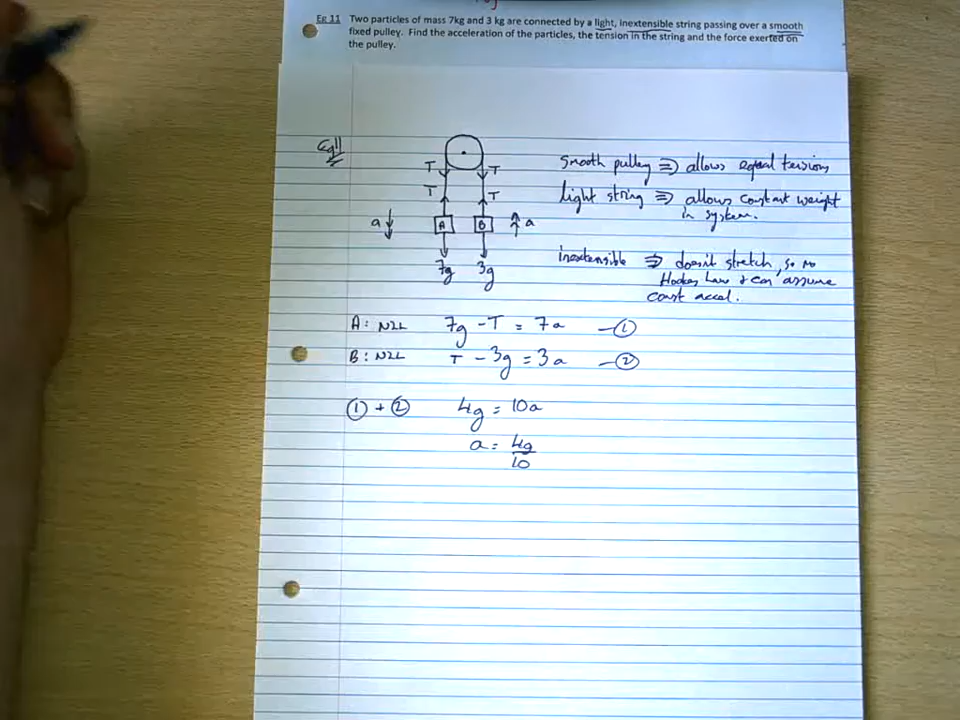 Eg 11 Two particles of mass 7kg and 3 kg are connected by a light, inextensible string passing over a smooth
fixed pulley. Find the acceleration of the particles, the tension in the string and the force exerted on
the pulley.
Eg 11
T T
T T
a A B a
7g 3g
Smooth pulley ⇒ allows equal tensions
light string ⇒ allows constant weight
in system.
inextensible ⇒ doesn't stretch, so no
Hookes Law + can assume
const accel.
A: N2L 7g - T = 7a —①
B: N2L T - 3g = 3a —②
① + ② 4g = 10a
a = 4g
10